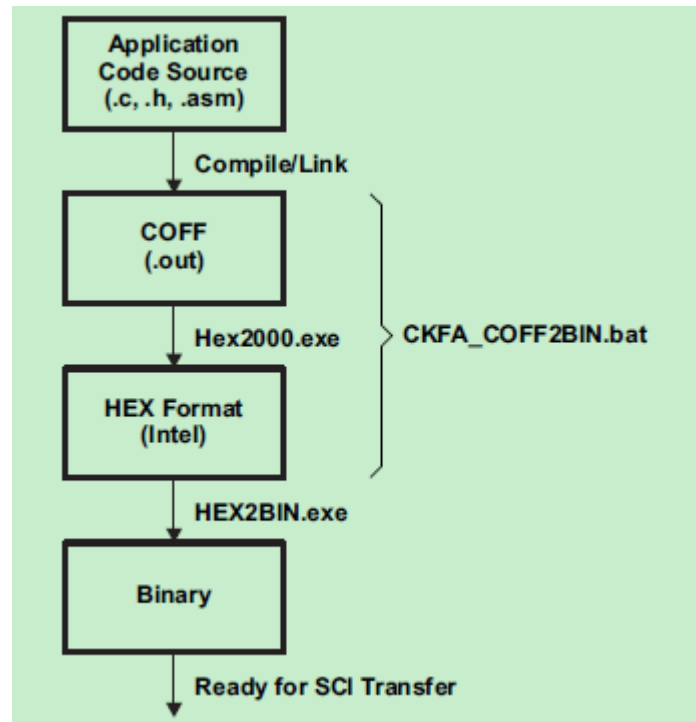 Application
Code Source
(.c, .h, .asm)
Compile/Link
COFF
(.out)
Hex2000.exe
CKFA_COFF2BIN.bat
HEX Format
(Intel)
HEX2BIN.exe
Binary
Ready for SCI Transfer